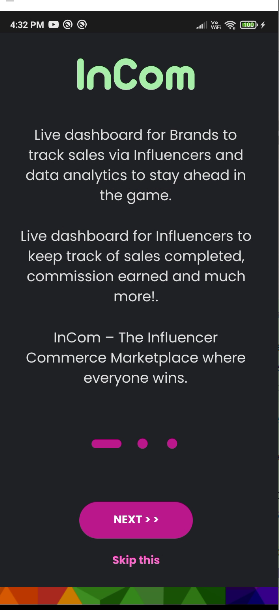 4:32 PM
InCom
Live dashboard for Brands to
track sales via Influencers and
data analytics to stay ahead in
the game.
Live dashboard for Influencers to
keep track of sales completed,
commission earned and much
more!.
InCom – The Influencer
Commerce Marketplace where
everyone wins.
NEXT > >
Skip this